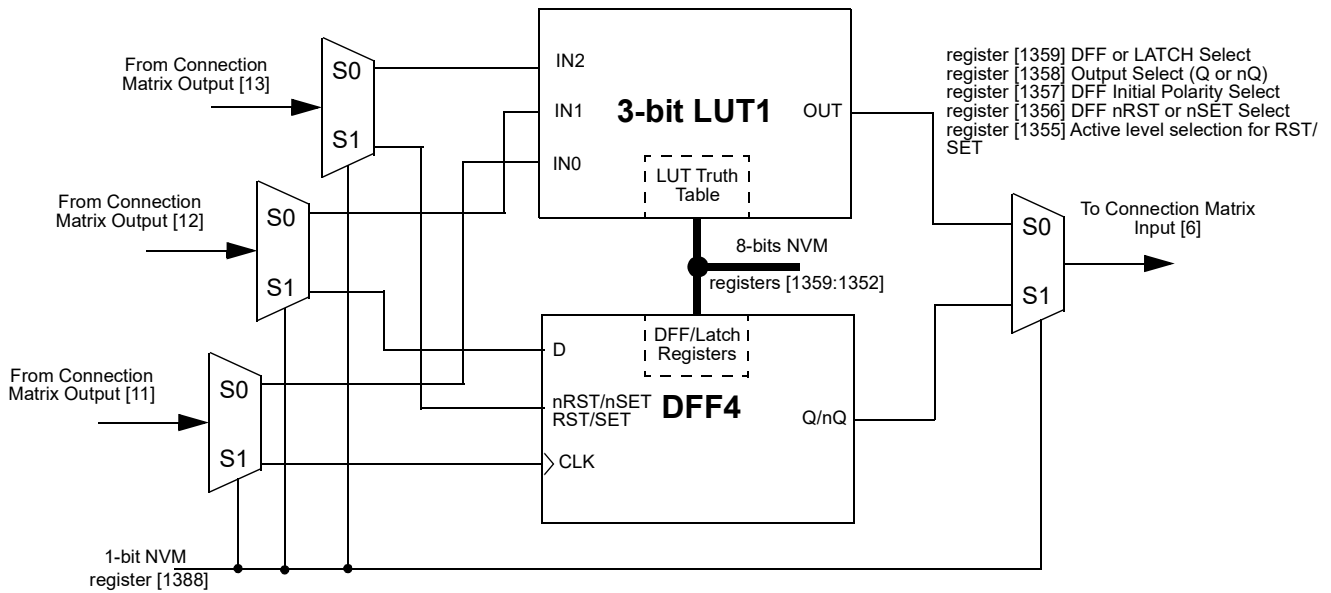 From Connection
Matrix Output [13]
S0
S1
IN2
IN1
IN0
3-bit LUT1
OUT
LUT Truth
Table
register [1359] DFF or LATCH Select
register [1358] Output Select (Q or nQ)
register [1357] DFF Initial Polarity Select
register [1356] DFF nRST or nSET Select
register [1355] Active level selection for RST/
SET
From Connection
Matrix Output [12]
S0
S1
8-bits NVM
registers [1359:1352]
S0
S1
To Connection Matrix
Input [6]
From Connection
Matrix Output [11]
S0
S1
DFF/Latch
Registers
D
nRST/nSET
RST/SET
DFF4
Q/nQ
CLK
1-bit NVM
register [1388]